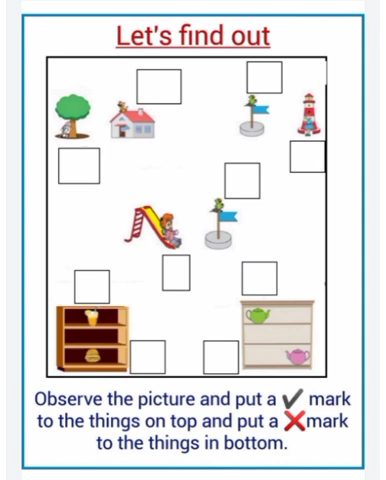 Let's find out
Observe the picture and put a ✔ mark
to the things on top and put a ❌mark
to the things in bottom.